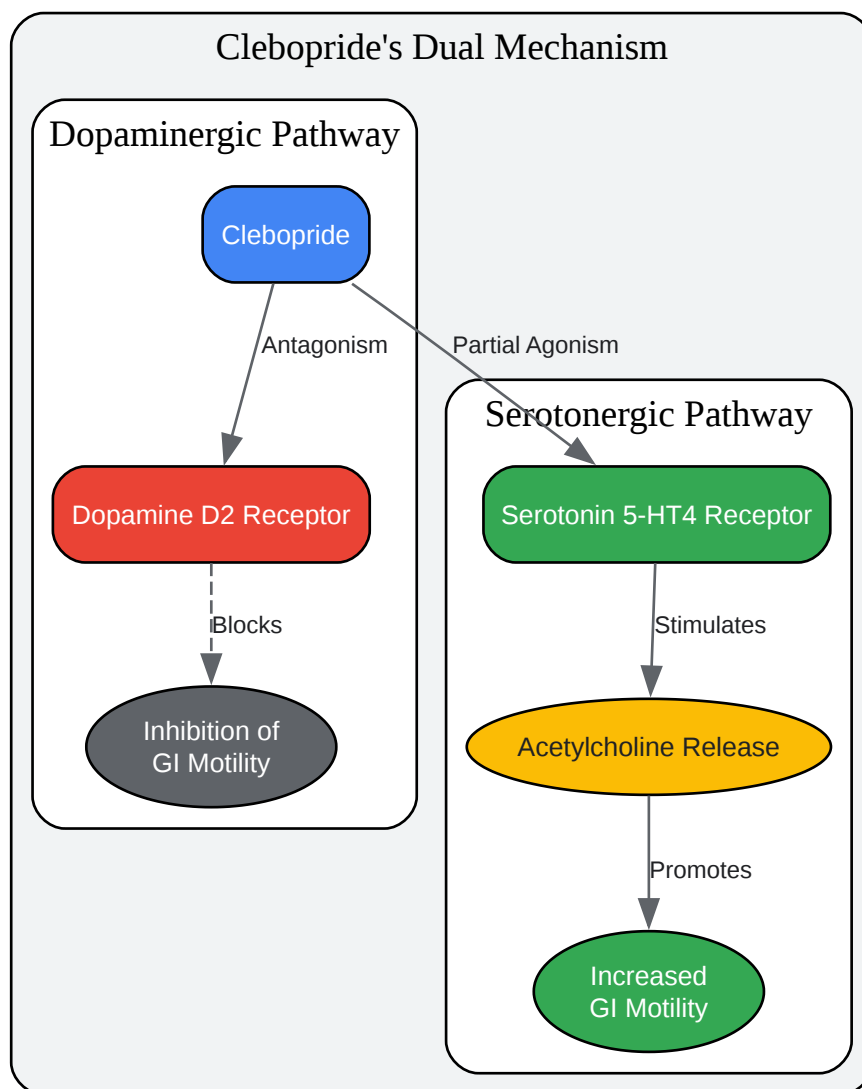 Clebopride's Dual Mechanism
Dopaminergic Pathway
Clebopride
Antagonism
Partial Agonism
Serotonergic Pathway
Dopamine D2 Receptor
Serotonin 5-HT4 Receptor
Blocks
Stimulates
Inhibition of
GI Motility
Acetylcholine Release
Promotes
Increased
GI Motility